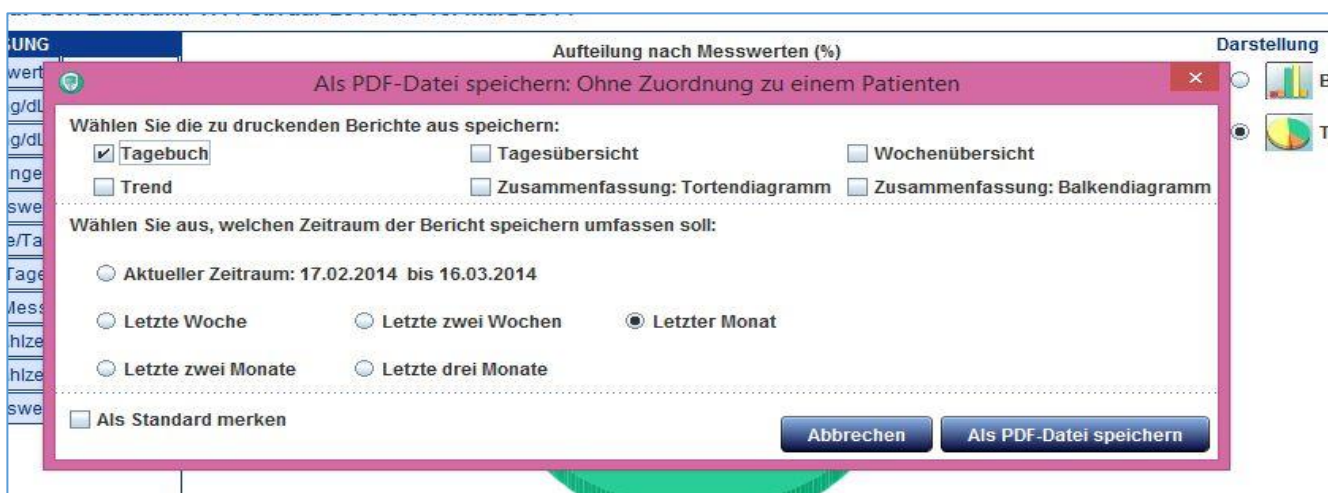 Aufteilung nach Messwerten (%)
Darstellung
Als PDF-Datei speichern: Ohne Zuordnung zu einem Patienten
Wählen Sie die zu druckenden Berichte aus speichern:
Tagebuch Tagesübersicht Wochenübersicht
Trend Zusammenfassung: Tortendiagramm Zusammenfassung: Balkendiagramm
Wählen Sie aus, welchen Zeitraum der Bericht speichern umfassen soll:
Aktueller Zeitraum: 17.02.2014 bis 16.03.2014
Letzte Woche Letzte zwei Wochen Letzter Monat
Letzte zwei Monate Letzte drei Monate
Als Standard merken
Abbrechen Als PDF-Datei speichern